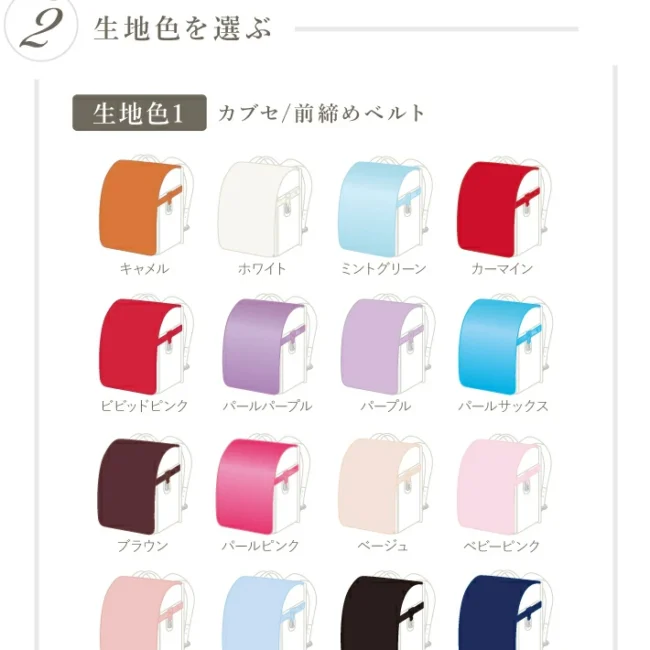 2 生地色を選ぶ
生地色1 カブセ/前締めベルト
キャメル ホワイト ミントグリーン カーマイン
ビビッドピンク パールパープル パープル パールサックス
ブラウン パールピンク ベージュ ベビーピンク